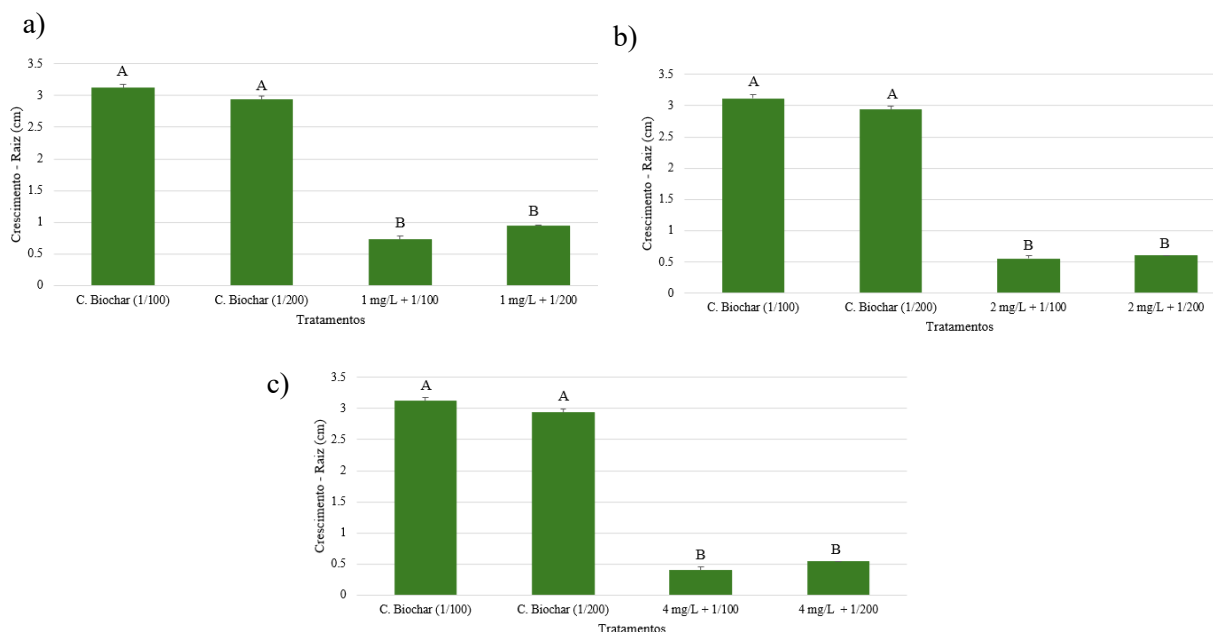 a)
Crescimento - Raiz (cm)
3.5
3
2.5
2
1.5
1
0.5
0
A
A
B
B
C. Biochar (1/100)
C. Biochar (1/200)
1 mg/L + 1/100
1 mg/L + 1/200
Tratamentos
b)
Crescimento - Raiz (cm)
3.5
3
2.5
2
1.5
1
0.5
0
A
A
B
B
C. Biochar (1/100)
C. Biochar (1/200)
2 mg/L + 1/100
2 mg/L + 1/200
Tratamentos
c)
Crescimento - Raiz (cm)
3.5
3
2.5
2
1.5
1
0.5
0
A
A
B
B
C. Biochar (1/100)
C. Biochar (1/200)
4 mg/L + 1/100
4 mg/L + 1/200
Tratamentos